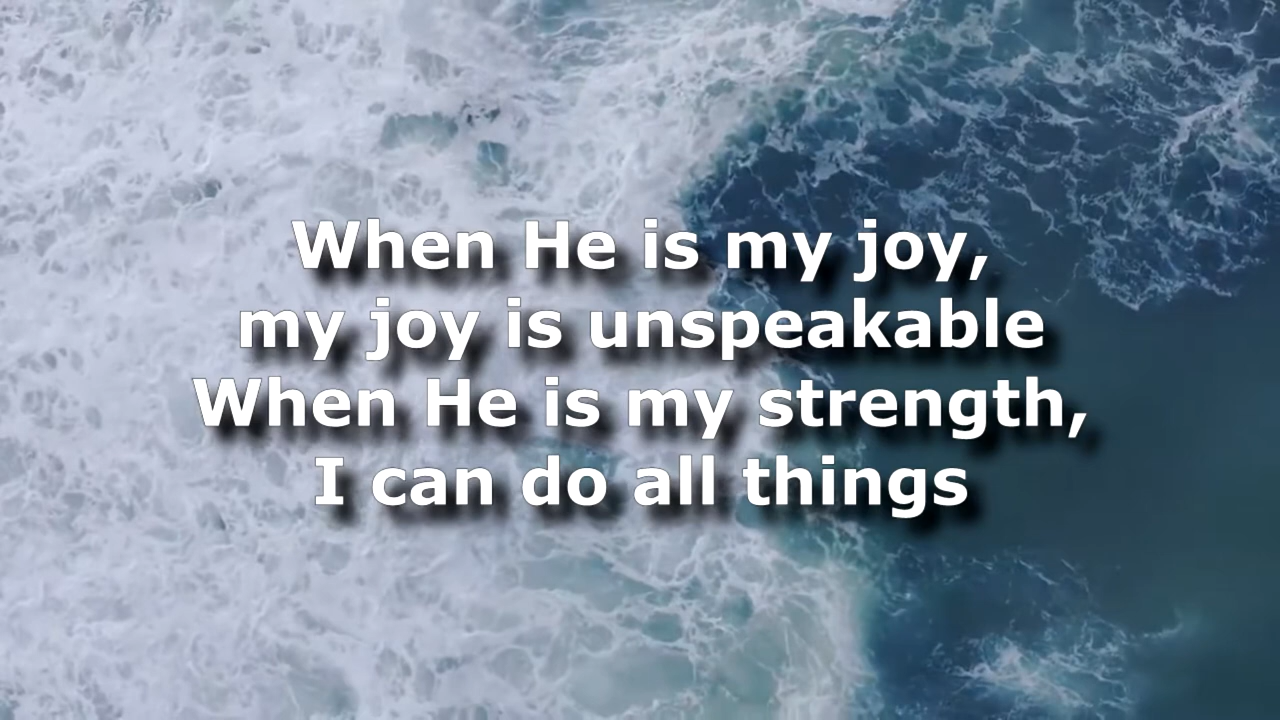 When He is my joy,
my joy is unspeakable
When He is my strength,
I can do all things